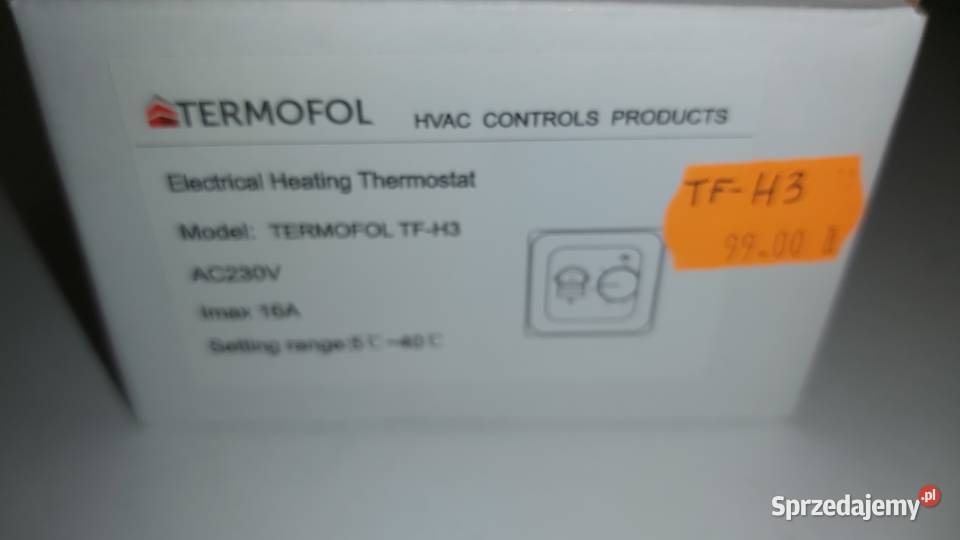 TERMOFOL HVAC CONTROLS PRODUCTS
Electrical Heating Thermostat
Model: TERMOFOL TF-H3
AC230V
Imax 16A
Setting range:5℃~40℃
TF-H3
99.00 zł
Sprzedajemy.pl